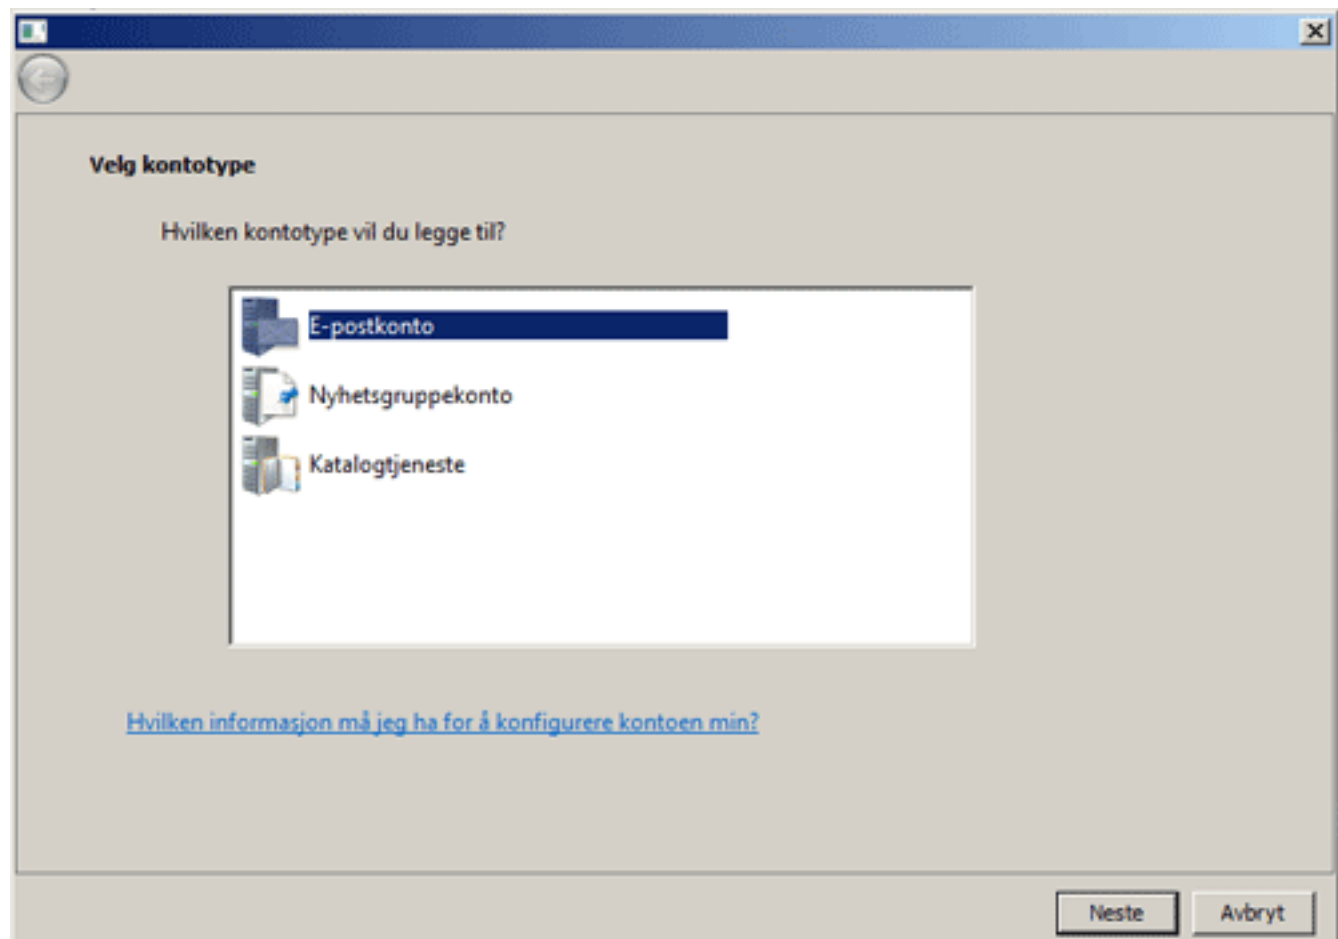 Velg kontotype
Hvilken kontotype vil du legge til?
E-postkonto
Nyhetsgruppekonto
Katalogtjeneste
Hvilken informasjon må jeg ha for å konfigurere kontoen min?
Neste
Avbryt